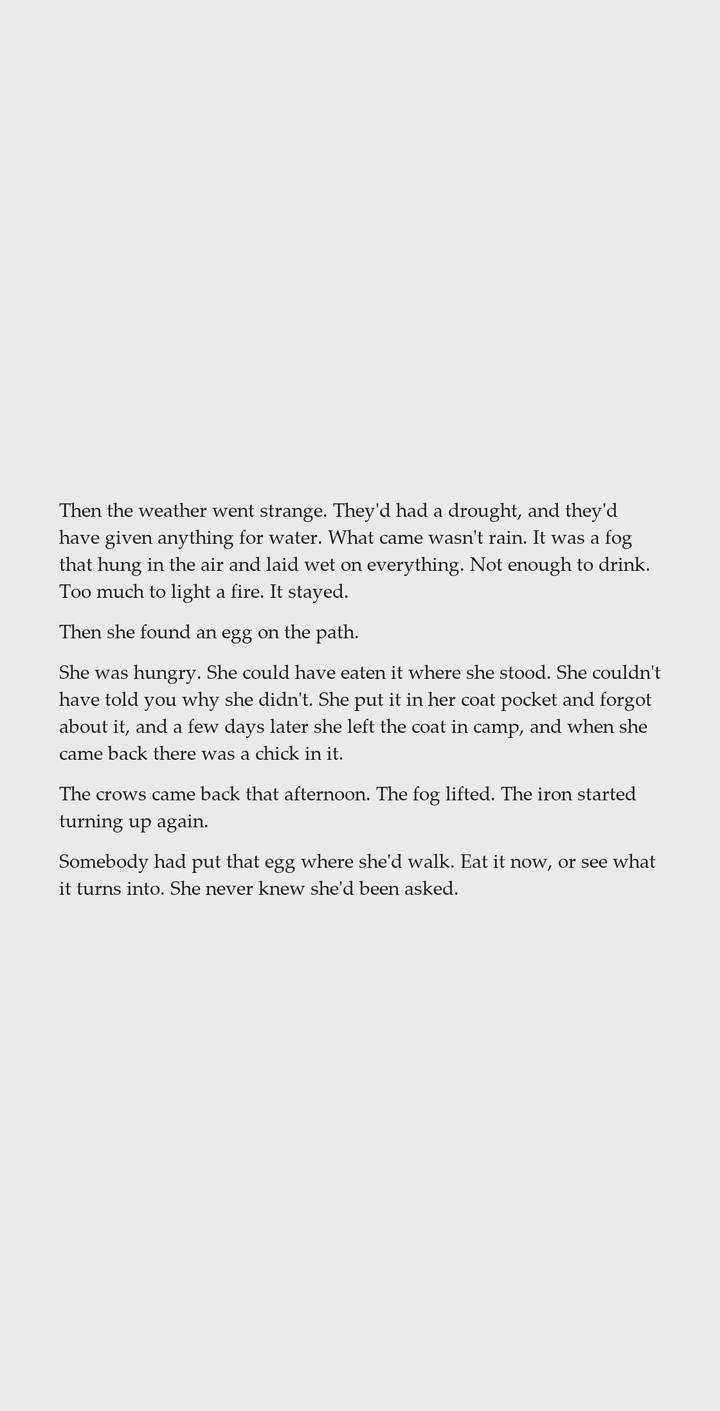 Then the weather went strange. They'd had a drought, and they'd
have given anything for water. What came wasn't rain. It was a fog
that hung in the air and laid wet on everything. Not enough to drink.
Too much to light a fire. It stayed.
Then she found an egg on the path.
She was hungry. She could have eaten it where she stood. She couldn't
have told you why she didn't. She put it in her coat pocket and forgot
about it, and a few days later she left the coat in camp, and when she
came back there was a chick in it.
The crows came back that afternoon. The fog lifted. The iron started
turning up again.
Somebody had put that egg where she'd walk. Eat it now, or see what
it turns into. She never knew she'd been asked.